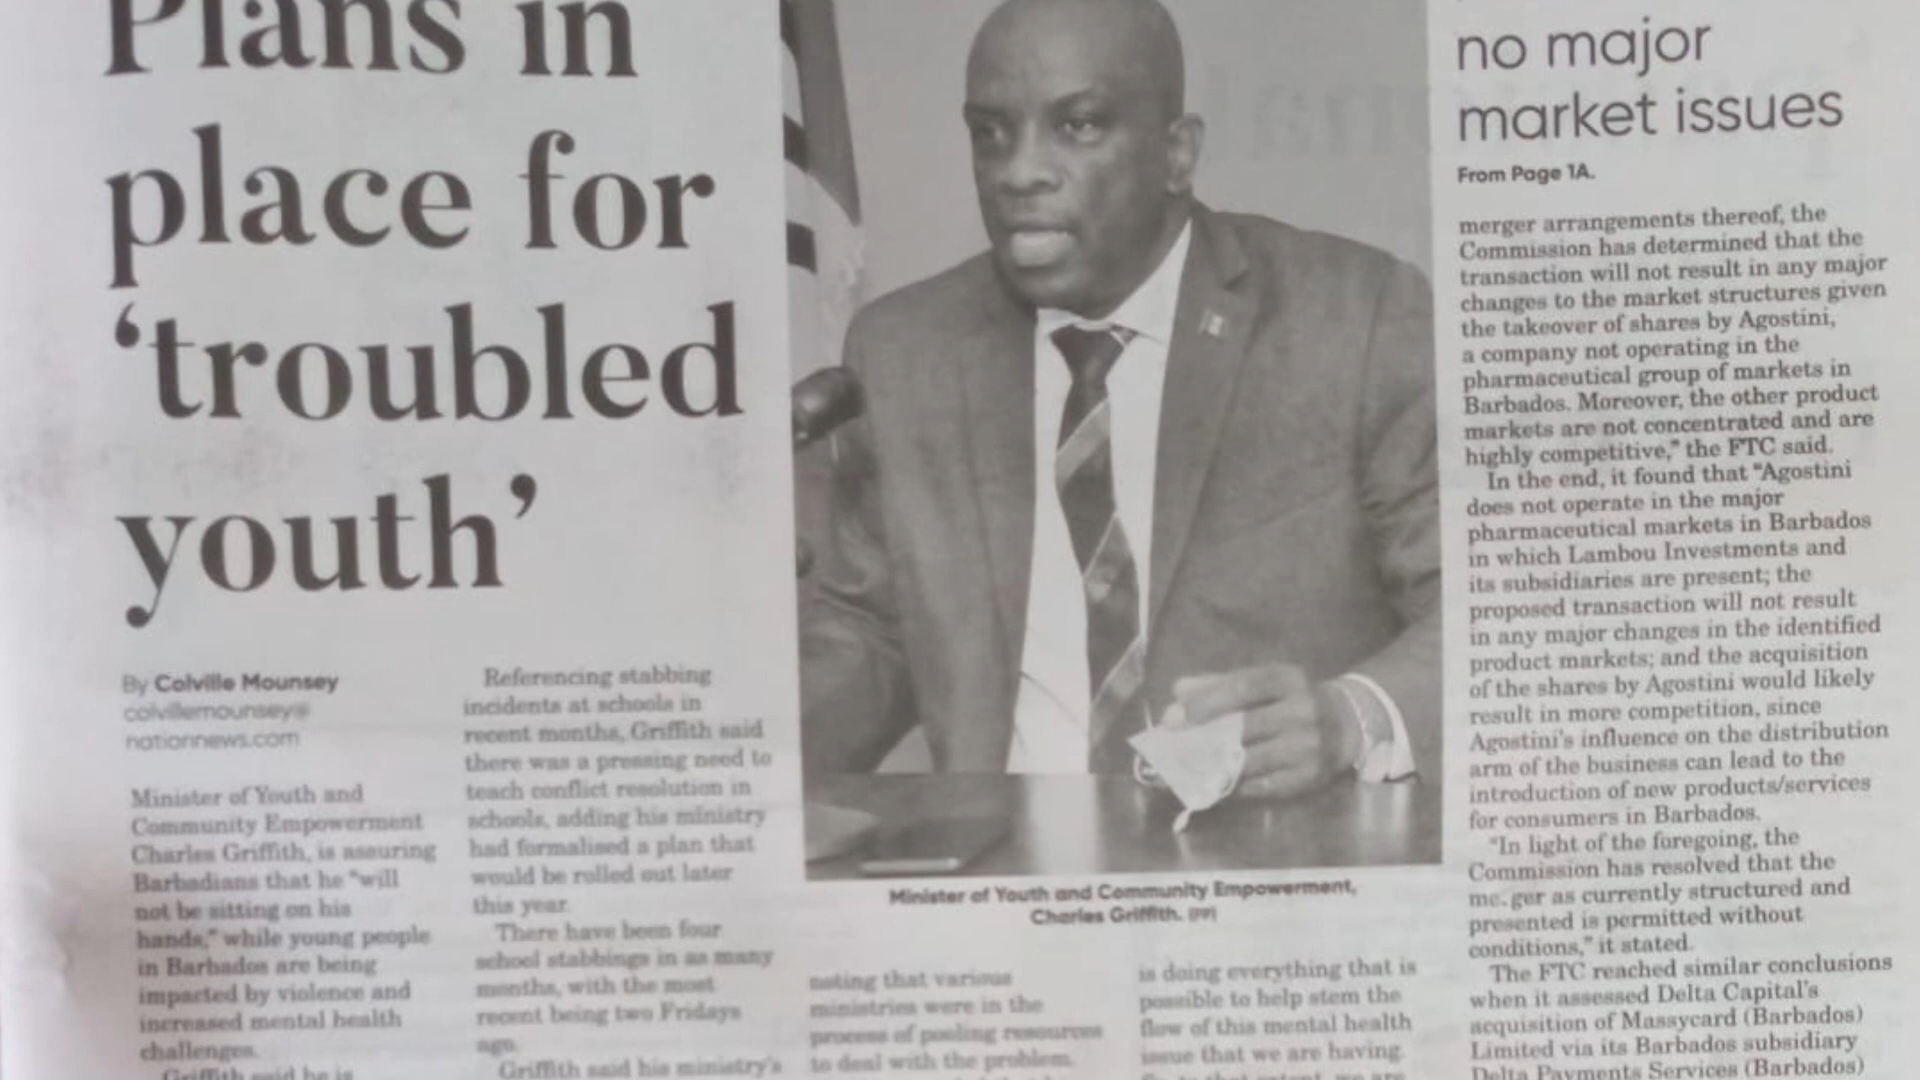 Plans in
place for
‘troubled
youth’
By Colville Mounsey
colvillemounsey@
nationnews.com
Minister of Youth and
Community Empowerment
Charles Griffith, is assuring
Barbadians that he "will
not be sitting on his
hands," while young people
in Barbados are being
impacted by violence and
increased mental health
challenges.
Griffith said he is
Referencing stabbing
incidents at schools in
recent months, Griffith said
there was a pressing need to
teach conflict resolution in
schools, adding his ministry
had formalised a plan that
would be rolled out later
this year.
There have been four
school stabbings in as many
months, with the most
recent being two Fridays
ago.
Griffith said his ministry's
Minister of Youth and Community Empowerment,
Charles Griffith. (FP)
noting that various
ministries were in the
process of pooling resources
to deal with the problem.
is doing everything that is
possible to help stem the
flow of this mental health
issue that we are having.
no major
market issues
From Page 1A.
merger arrangements thereof, the
Commission has determined that the
transaction will not result in any major
changes to the market structures given
the takeover of shares by Agostini,
a company not operating in the
pharmaceutical group of markets in
Barbados. Moreover, the other product
markets are not concentrated and are
highly competitive," the FTC said.
In the end, it found that "Agostini
does not operate in the major
pharmaceutical markets in Barbados
in which Lambou Investments and
its subsidiaries are present; the
proposed transaction will not result
in any major changes in the identified
product markets; and the acquisition
of the shares by Agostini would likely
result in more competition, since
Agostini's influence on the distribution
arm of the business can lead to the
introduction of new products/services
for consumers in Barbados.
"In light of the foregoing, the
Commission has resolved that the
me.ger as currently structured and
presented is permitted without
conditions," it stated.
The FTC reached similar conclusions
when it assessed Delta Capital's
acquisition of Massycard (Barbados)
Limited via its Barbados subsidiary
Delta Payments Services (Barbados)